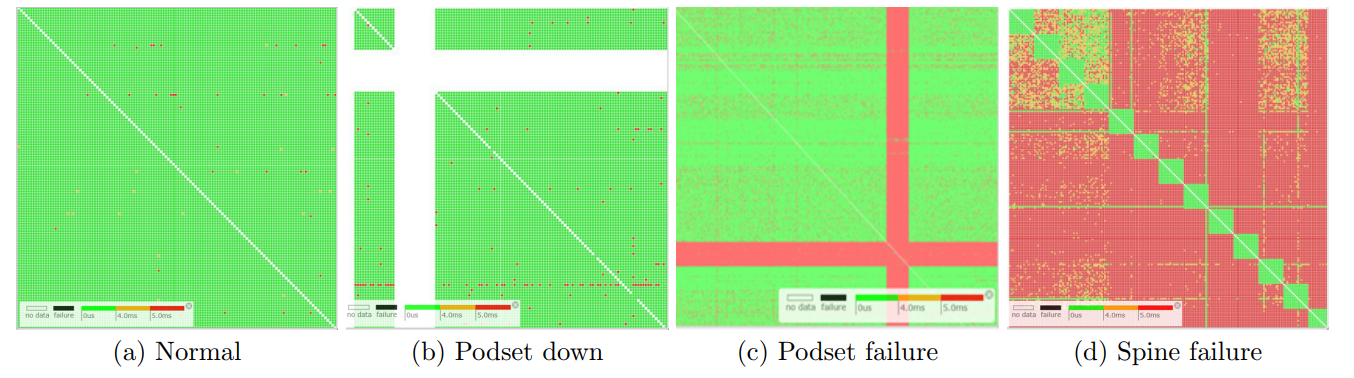 no data failure 0us 4.0ms 5.0ms
no data failure 0us 4.0ms 5.0ms
no data failure 0us 4.0ms 5.0ms
no data failure 0us 4.0ms 5.0ms
(a) Normal
(b) Podset down
(c) Podset failure
(d) Spine failure